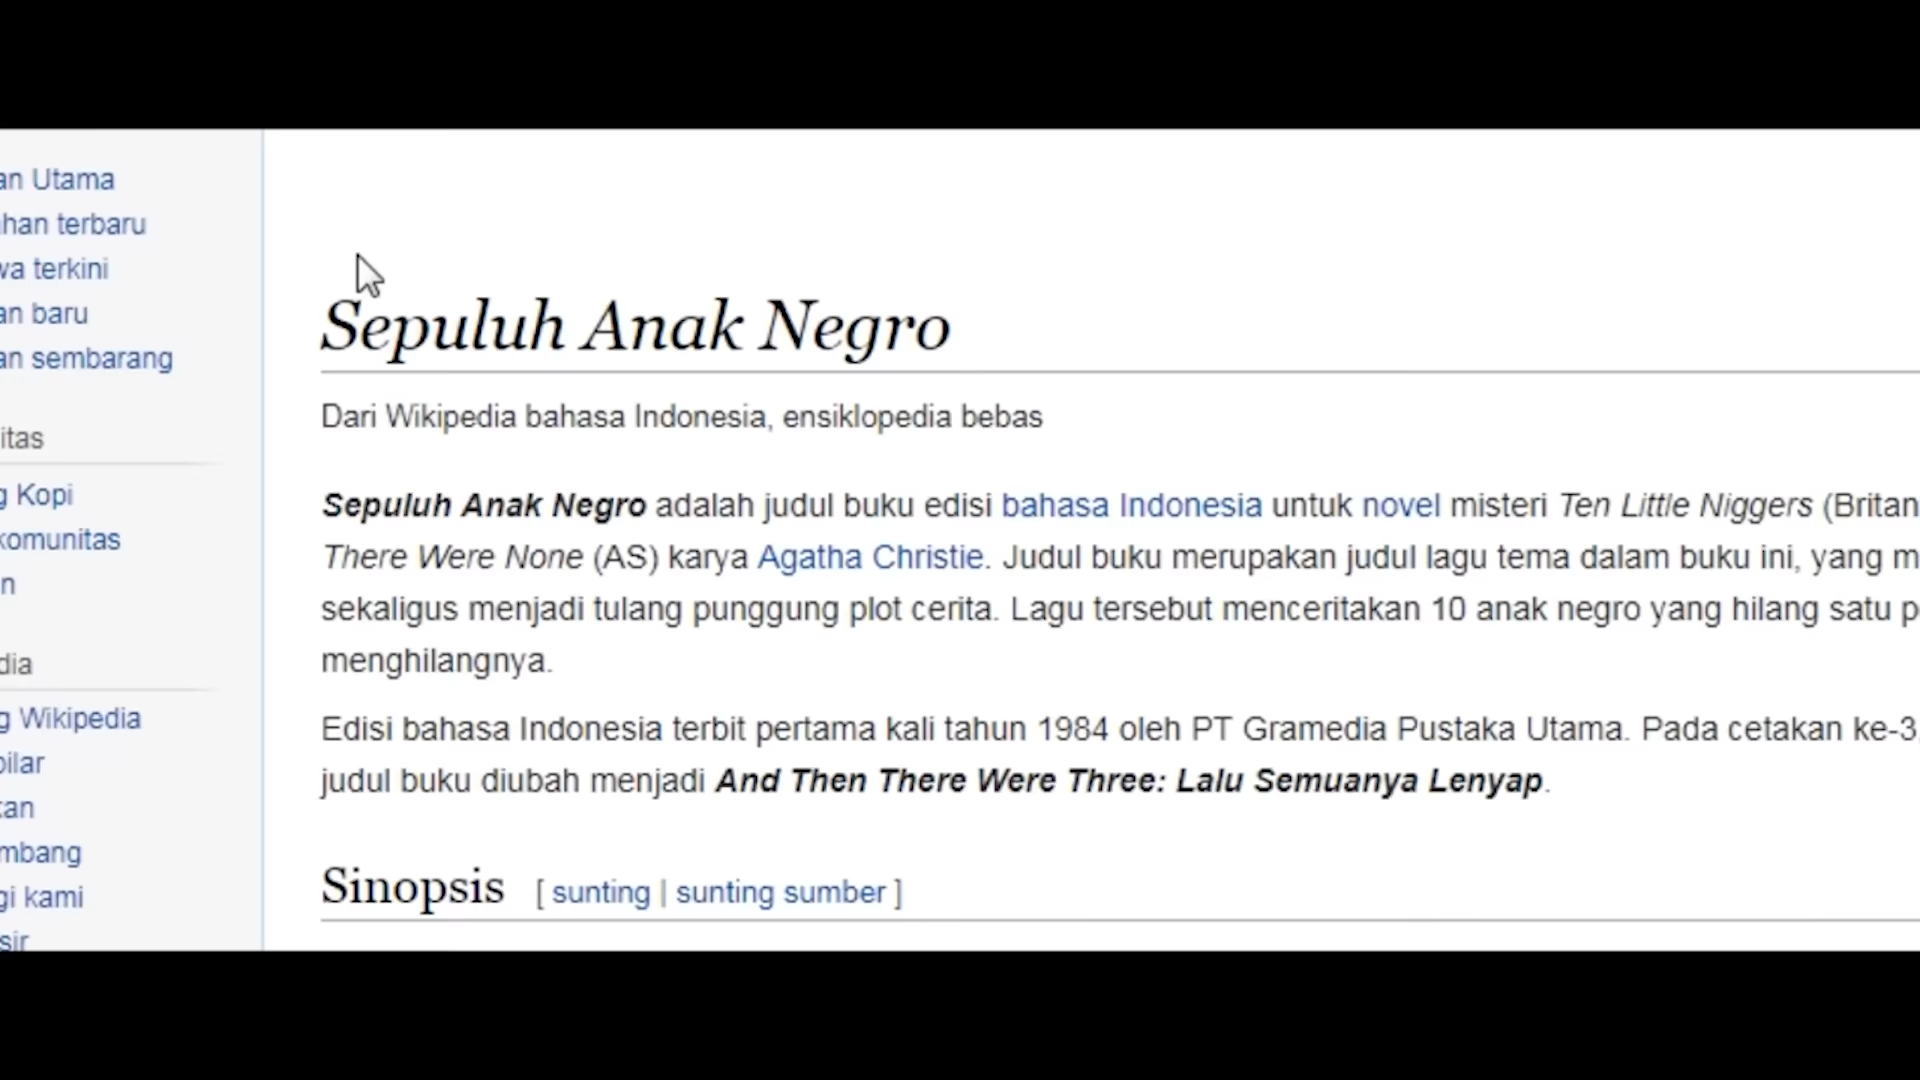 an Utama
han terbaru
wa terkini
an baru
an sembarang
itas
g Kopi
komunitas
n
dia
g Wikipedia
pilar
kan
mbang
gi kami
sir
Sepuluh Anak Negro
Dari Wikipedia bahasa Indonesia, ensiklopedia bebas
Sepuluh Anak Negro adalah judul buku edisi bahasa Indonesia untuk novel misteri Ten Little Niggers (Britan
There Were None (AS) karya Agatha Christie. Judul buku merupakan judul lagu tema dalam buku ini, yang m
sekaligus menjadi tulang punggung plot cerita. Lagu tersebut menceritakan 10 anak negro yang hilang satu p
menghilangnya.
Edisi bahasa Indonesia terbit pertama kali tahun 1984 oleh PT Gramedia Pustaka Utama. Pada cetakan ke-3,
judul buku diubah menjadi And Then There Were Three: Lalu Semuanya Lenyap.
Sinopsis [ sunting | sunting sumber ]